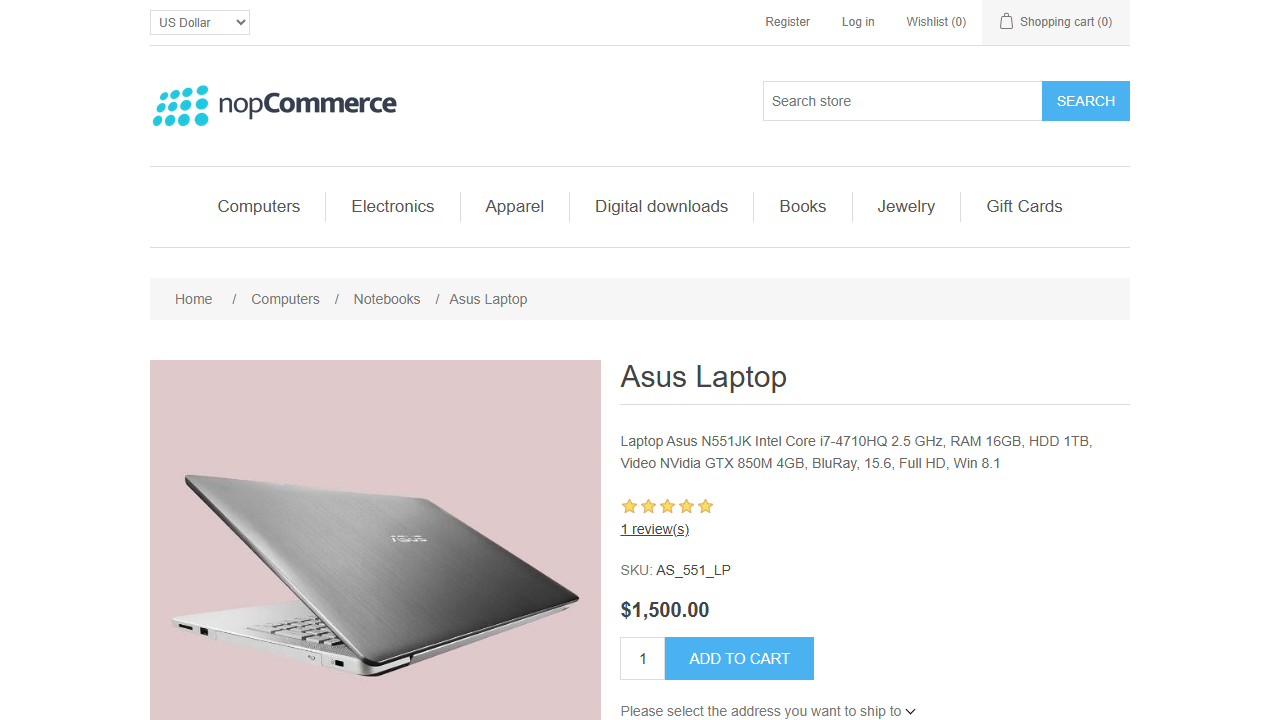 US Dollar
Register
Log in
Wishlist (0)
Shopping cart (0)
nopCommerce
Search store
SEARCH
Computers
Electronics
Apparel
Digital downloads
Books
Jewelry
Gift Cards
Home / Computers / Notebooks / Asus Laptop
ASUS
Asus Laptop
Laptop Asus N551JK Intel Core i7-4710HQ 2.5 GHz, RAM 16GB, HDD 1TB,
Video NVidia GTX 850M 4GB, BluRay, 15.6, Full HD, Win 8.1
1 review(s)
SKU: AS_551_LP
$1,500.00
1
ADD TO CART
Please select the address you want to ship to